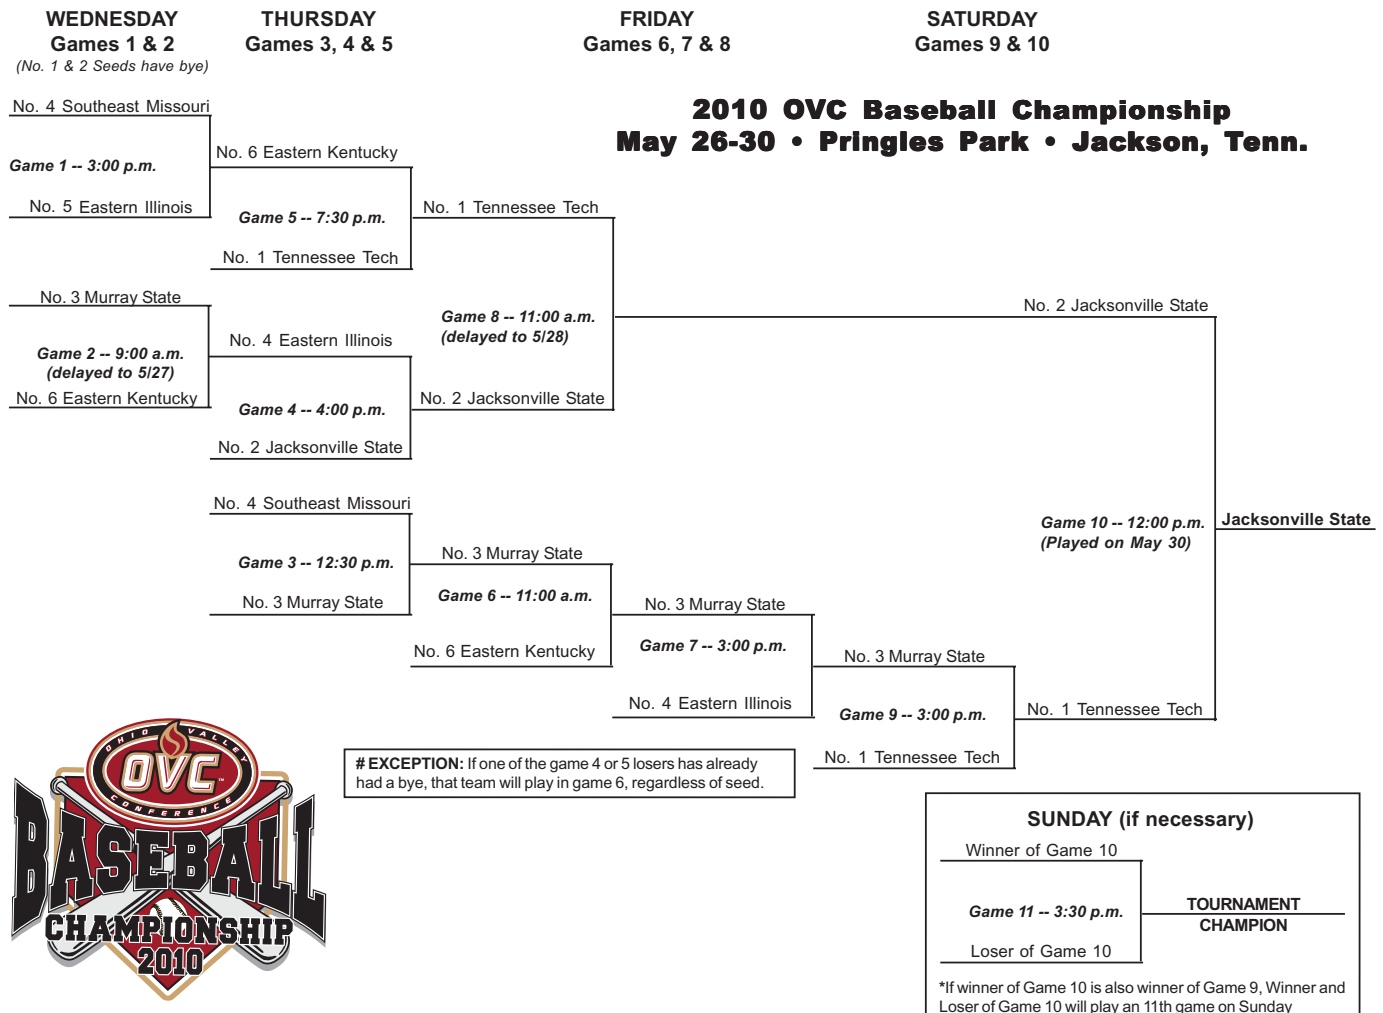 WEDNESDAY
Games 1 & 2
(No. 1 & 2 Seeds have bye)
THURSDAY
Games 3, 4 & 5
FRIDAY
Games 6, 7 & 8
SATURDAY
Games 9 & 10
2010 OVC Baseball Championship
May 26-30 • Pringles Park • Jackson, Tenn.
No. 4 Southeast Missouri
Game 1 -- 3:00 p.m.
No. 5 Eastern Illinois
No. 3 Murray State
Game 2 -- 9:00 a.m.
(delayed to 5/27)
No. 6 Eastern Kentucky
No. 6 Eastern Kentucky
Game 5 -- 7:30 p.m.
No. 1 Tennessee Tech
No. 4 Eastern Illinois
Game 4 -- 4:00 p.m.
No. 2 Jacksonville State
No. 4 Southeast Missouri
Game 3 -- 12:30 p.m.
No. 3 Murray State
No. 1 Tennessee Tech
Game 8 -- 11:00 a.m.
(delayed to 5/28)
No. 2 Jacksonville State
No. 3 Murray State
Game 6 -- 11:00 a.m.
No. 6 Eastern Kentucky
No. 3 Murray State
Game 7 -- 3:00 p.m.
No. 4 Eastern Illinois
No. 3 Murray State
Game 9 -- 3:00 p.m.
No. 1 Tennessee Tech
No. 2 Jacksonville State
Game 10 -- 12:00 p.m.
(Played on May 30)
No. 1 Tennessee Tech
Jacksonville State
# EXCEPTION: If one of the game 4 or 5 losers has already
had a bye, that team will play in game 6, regardless of seed.
OHIO VALLEY
OVC
™
CONFERENCE
BASEBALL
CHAMPIONSHIP
2010
SUNDAY (if necessary)
Winner of Game 10
Game 11 -- 3:30 p.m.
Loser of Game 10
TOURNAMENT
CHAMPION
*If winner of Game 10 is also winner of Game 9, Winner and
Loser of Game 10 will play an 11th game on Sunday